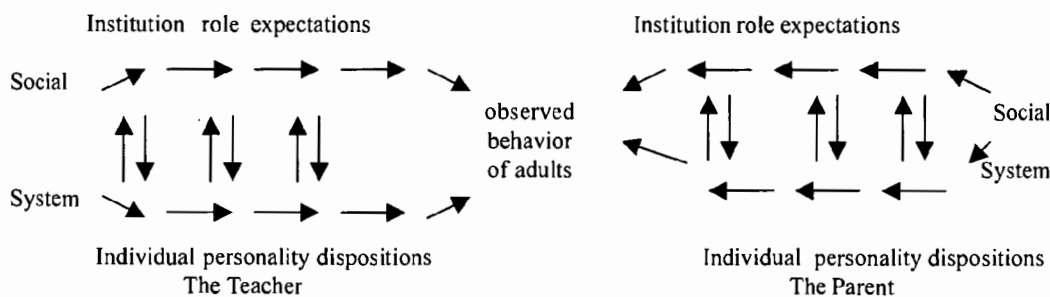 Institution role expectations
Institution role expectations
Social
Social
observed
behavior
of adults
System
System
Individual personality dispositions
The Teacher
Individual personality dispositions
The Parent